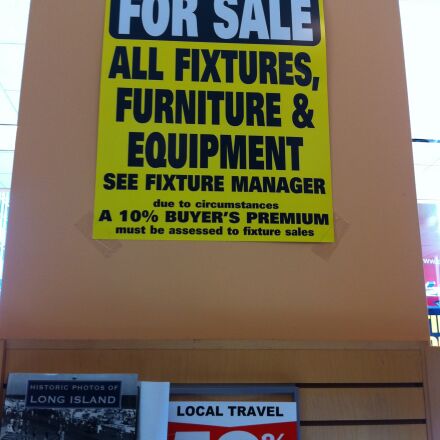 FOR SALE
ALL FIXTURES,
FURNITURE &
EQUIPMENT
SEE FIXTURE MANAGER
due to circumstances
A 10% BUYER'S PREMIUM
must be assessed to fixture sales
HISTORIC PHOTOS OF
LONG ISLAND
LOCAL TRAVEL